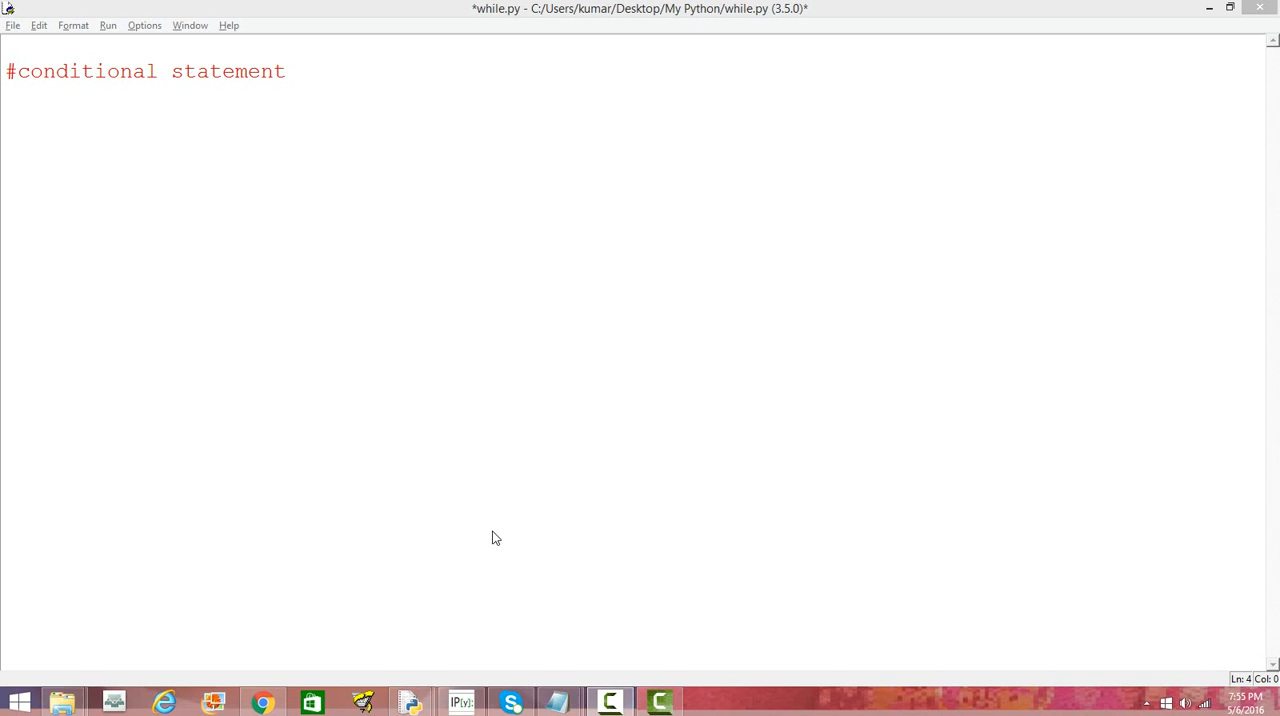 *while.py - C:/Users/kumar/Desktop/My Python/while.py (3.5.0)*
File Edit Format Run Options Window Help
#conditional statement
Ln: 4 Col: 0
IP[y]:
7:55 PM
5/6/2016